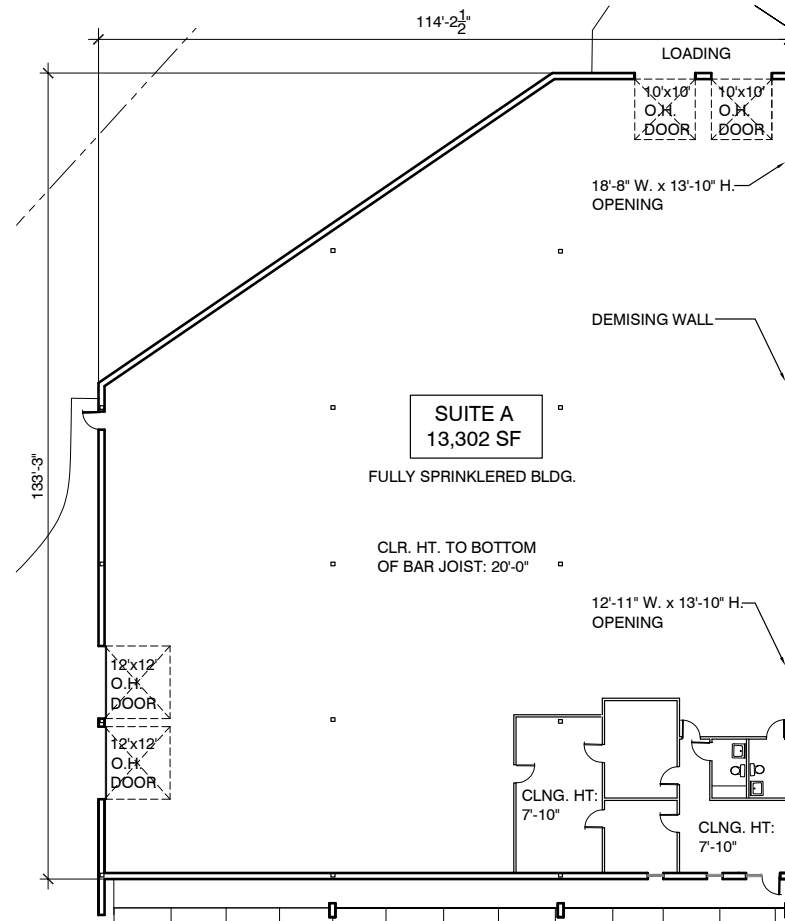 114'-2 1/2"
LOADING
10'x10'
O.H.
DOOR
10'x10'
O.H.
DOOR
18'-8" W. x 13'-10" H.
OPENING
DEMISING WALL
SUITE A
13,302 SF
133'-3"
FULLY SPRINKLERED BLDG.
CLR. HT. TO BOTTOM
OF BAR JOIST: 20'-0"
12'-11" W. x 13'-10" H.
OPENING
12'x12'
O.H.
DOOR
12'x12'
O.H.
DOOR
CLNG. HT:
7'-10"
CLNG. HT:
7'-10"